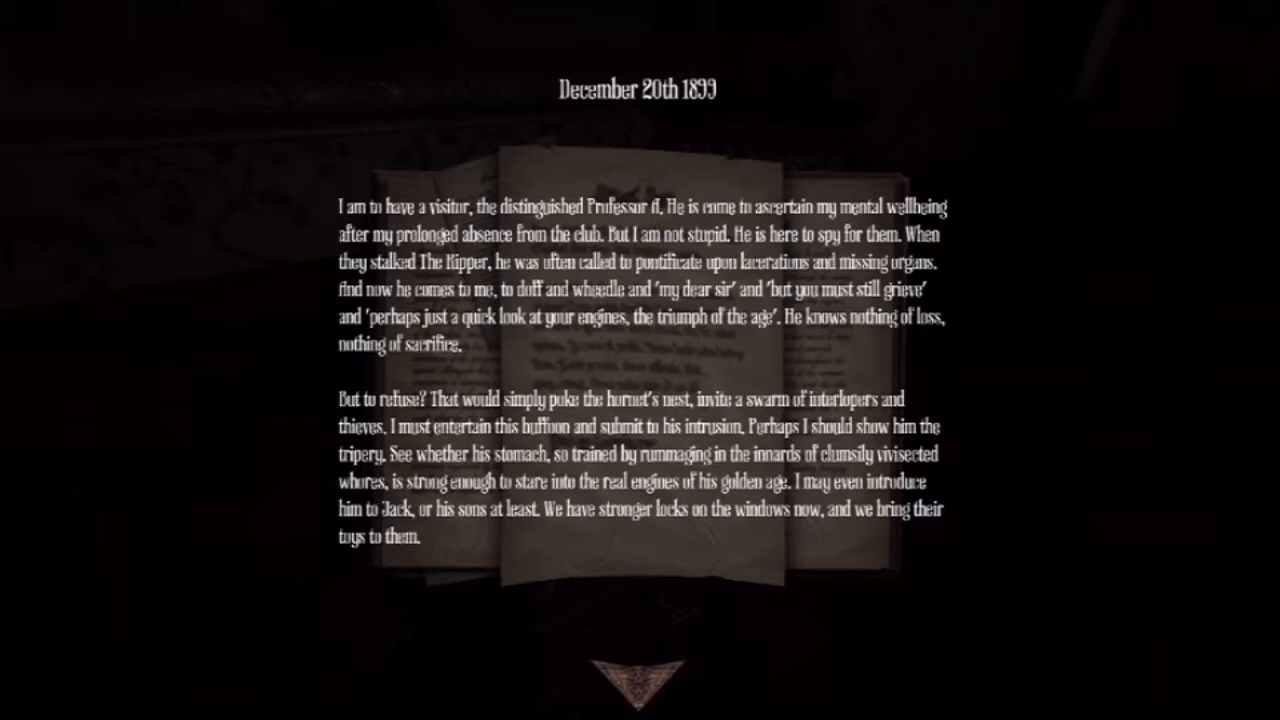 December 20th 1899
I am to have a visitor, the distinguished Professor A. He is come to ascertain my mental wellbeing
after my prolonged absence from the club. But I am not stupid. He is here to spy for them. When
they stalked The Ripper, he was often called to pontificate upon lacerations and missing organs.
And now he comes to me, to doff and wheedle and 'my dear sir' and 'but you must still grieve'
and 'perhaps just a quick look at your engines, the triumph of the age'. He knows nothing of loss,
nothing of sacrifice.
But to refuse? That would simply poke the hornet's nest, invite a swarm of interlopers and
thieves. I must entertain this buffoon and submit to his intrusion. Perhaps I should show him the
tripery. See whether his stomach, so trained by rummaging in the innards of clumsily vivisected
whores, is strong enough to stare into the real engines of his golden age. I may even introduce
him to Jack, or his sons at least. We have stronger locks on the windows now, and we bring their
toys to them.